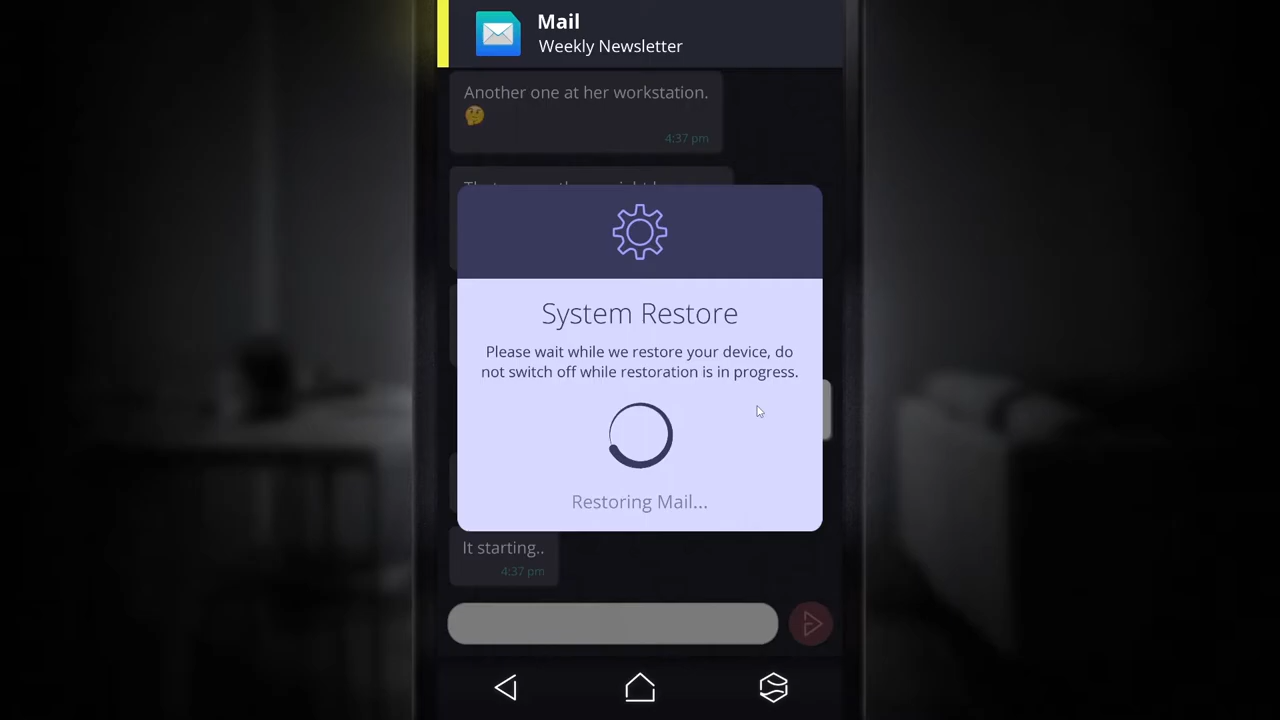 Mail
Weekly Newsletter
Another one at her workstation.
🤔
4:37 pm
System Restore
Please wait while we restore your device, do
not switch off while restoration is in progress.
Restoring Mail...
It starting..
4:37 pm